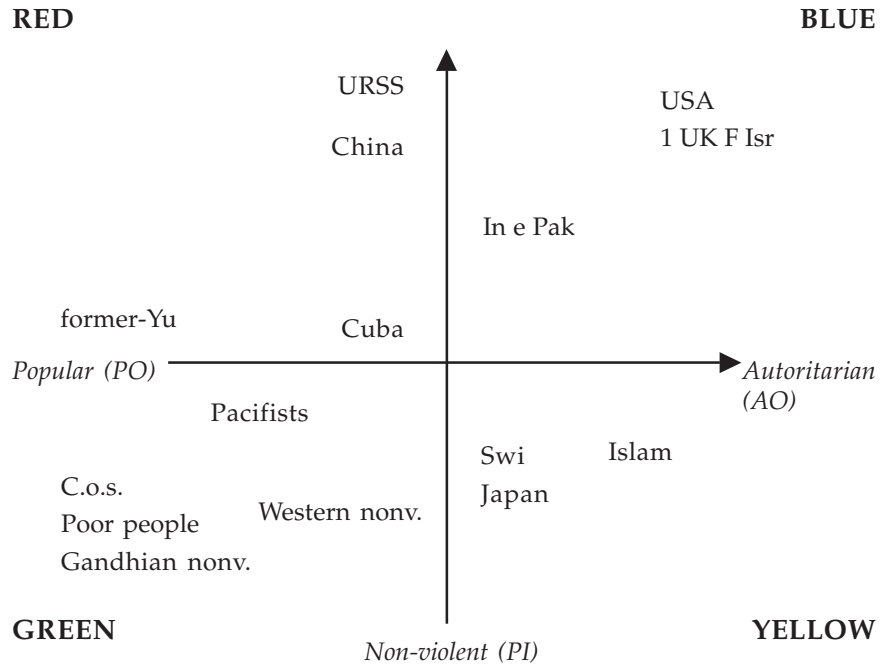 RED
BLUE
URSS
USA
China
1 UK F Isr
In e Pak
former-Yu
Cuba
Popular (PO)
Autoritarian
(AO)
Pacifists
Swi
Islam
Japan
C.o.s.
Western nonv.
Poor people
Gandhian nonv.
GREEN
YELLOW
Non-violent (PI)